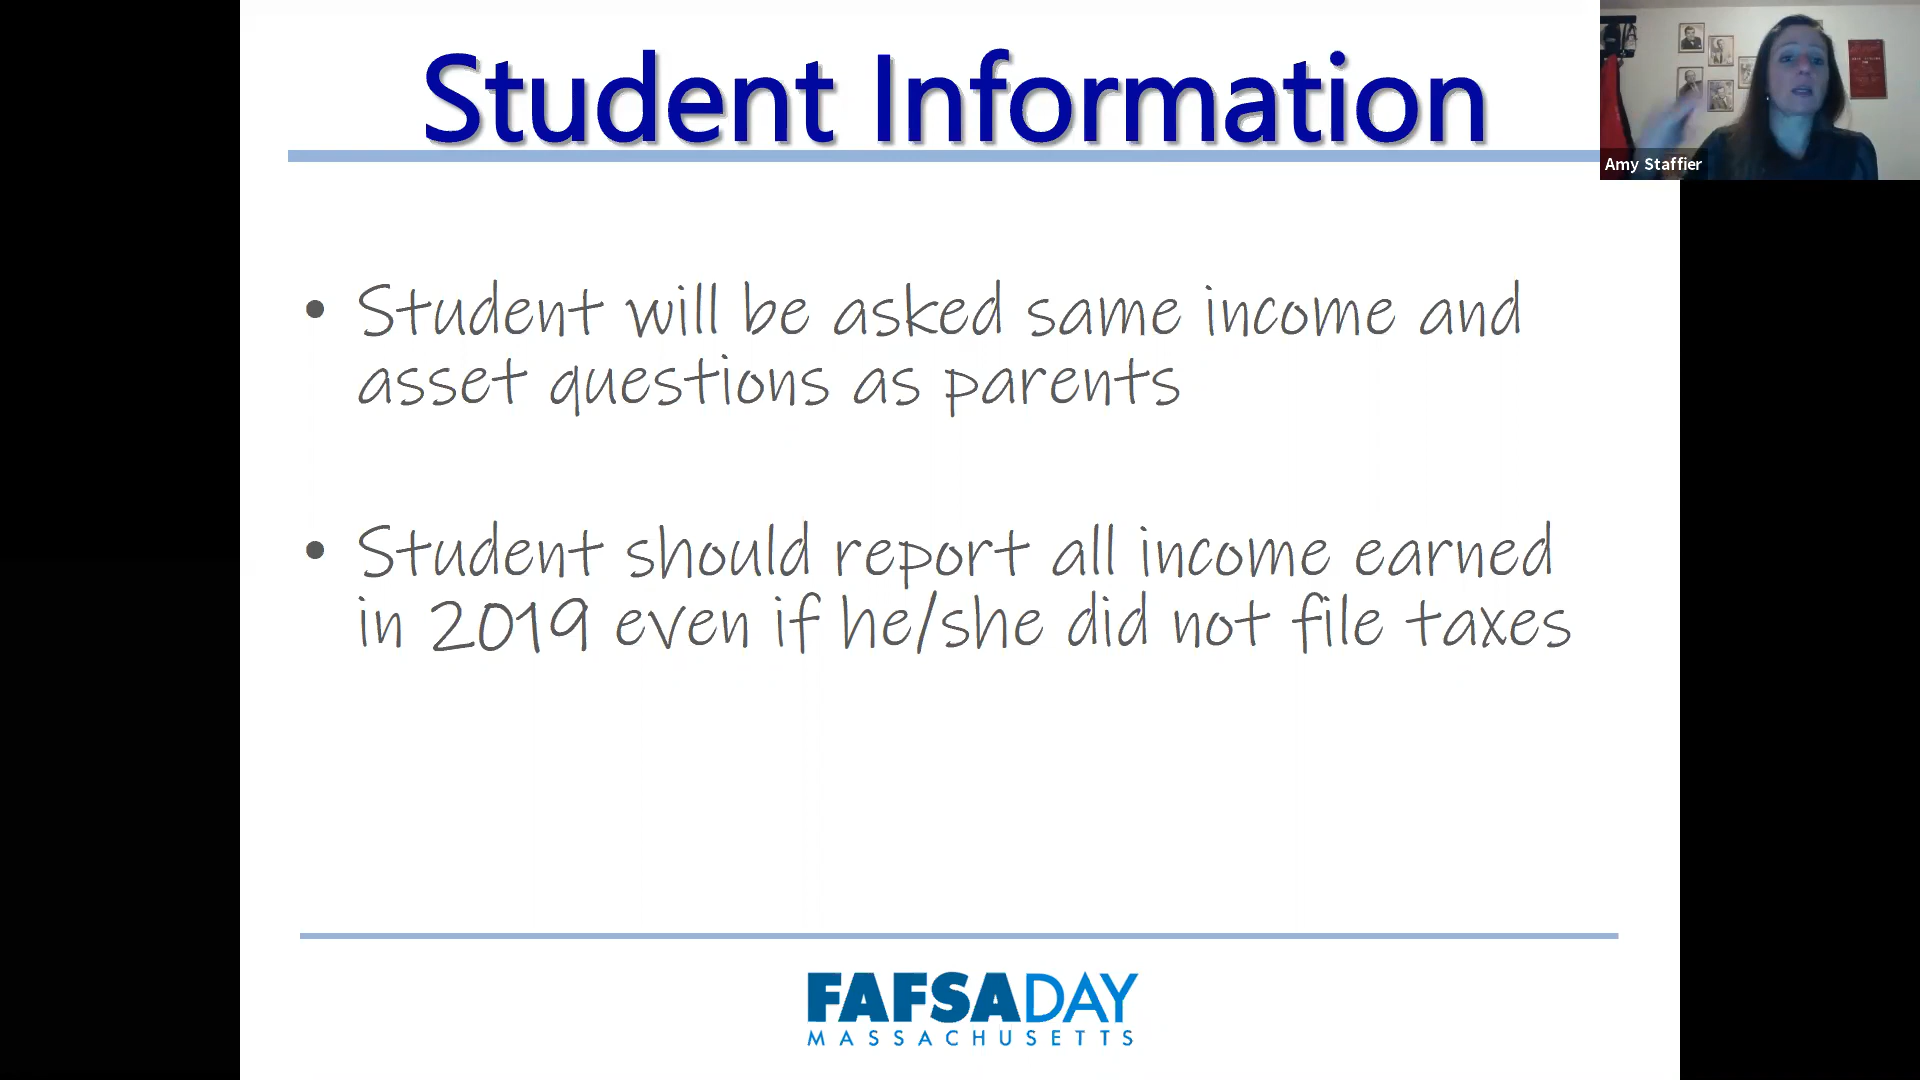 Student Information
Amy Staffier
• Student will be asked same income and
asset questions as parents
• Student should report all income earned
in 2019 even if he/she did not file taxes
FAFSADAY
MASSACHUSETTS